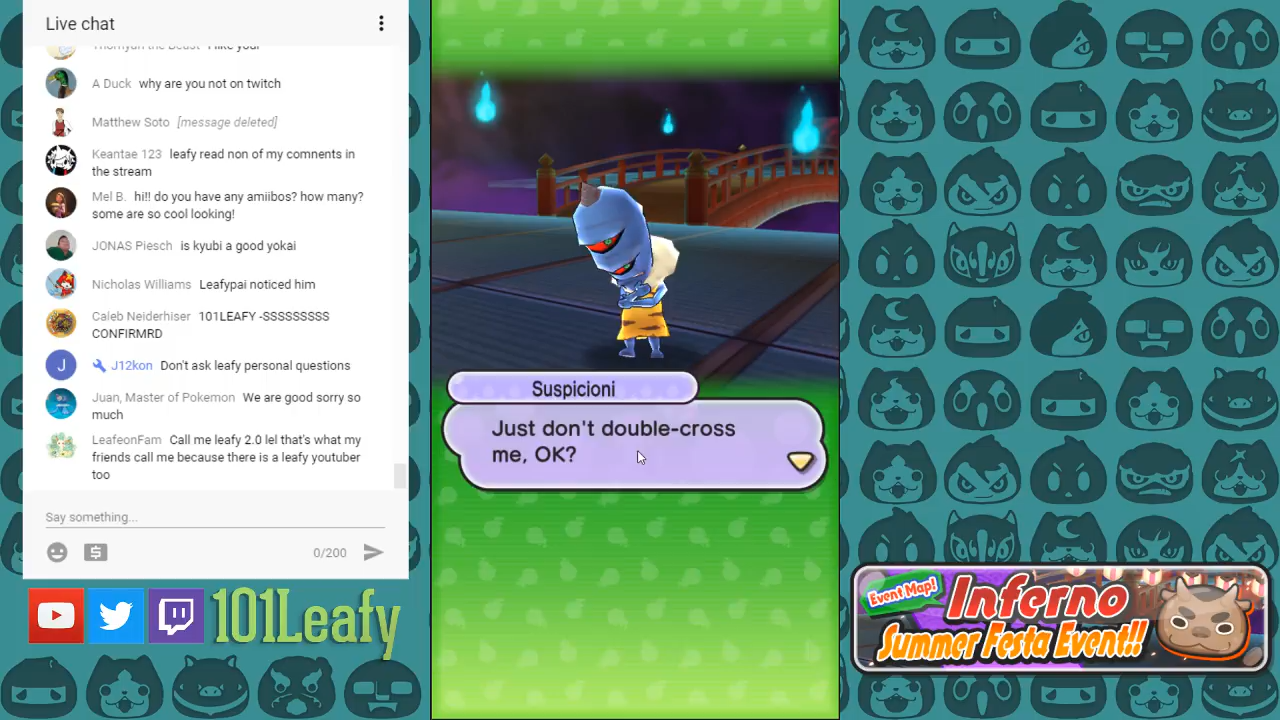 Live chat
I like you!
A Duck why are you not on twitch
Matthew Soto [message deleted]
Keantae 123 leafy read non of my comnents in
the stream
Mel B. hi!! do you have any amiibos? how many?
some are so cool looking!
JONAS Piesch is kyubi a good yokai
Nicholas Williams Leafypai noticed him
Caleb Neiderhiser 101LEAFY -SSSSSSSSS
CONFIRMRD
J12kon Don't ask leafy personal questions
Juan, Master of Pokemon We are good sorry so
much
LeafeonFam Call me leafy 2.0 lel that's what my
friends call me because there is a leafy youtuber
too
Say something...
0/200
101Leafy
Suspicioni
Just don't double-cross
me, OK?
Event Map!
Inferno
Summer Festa Event!!